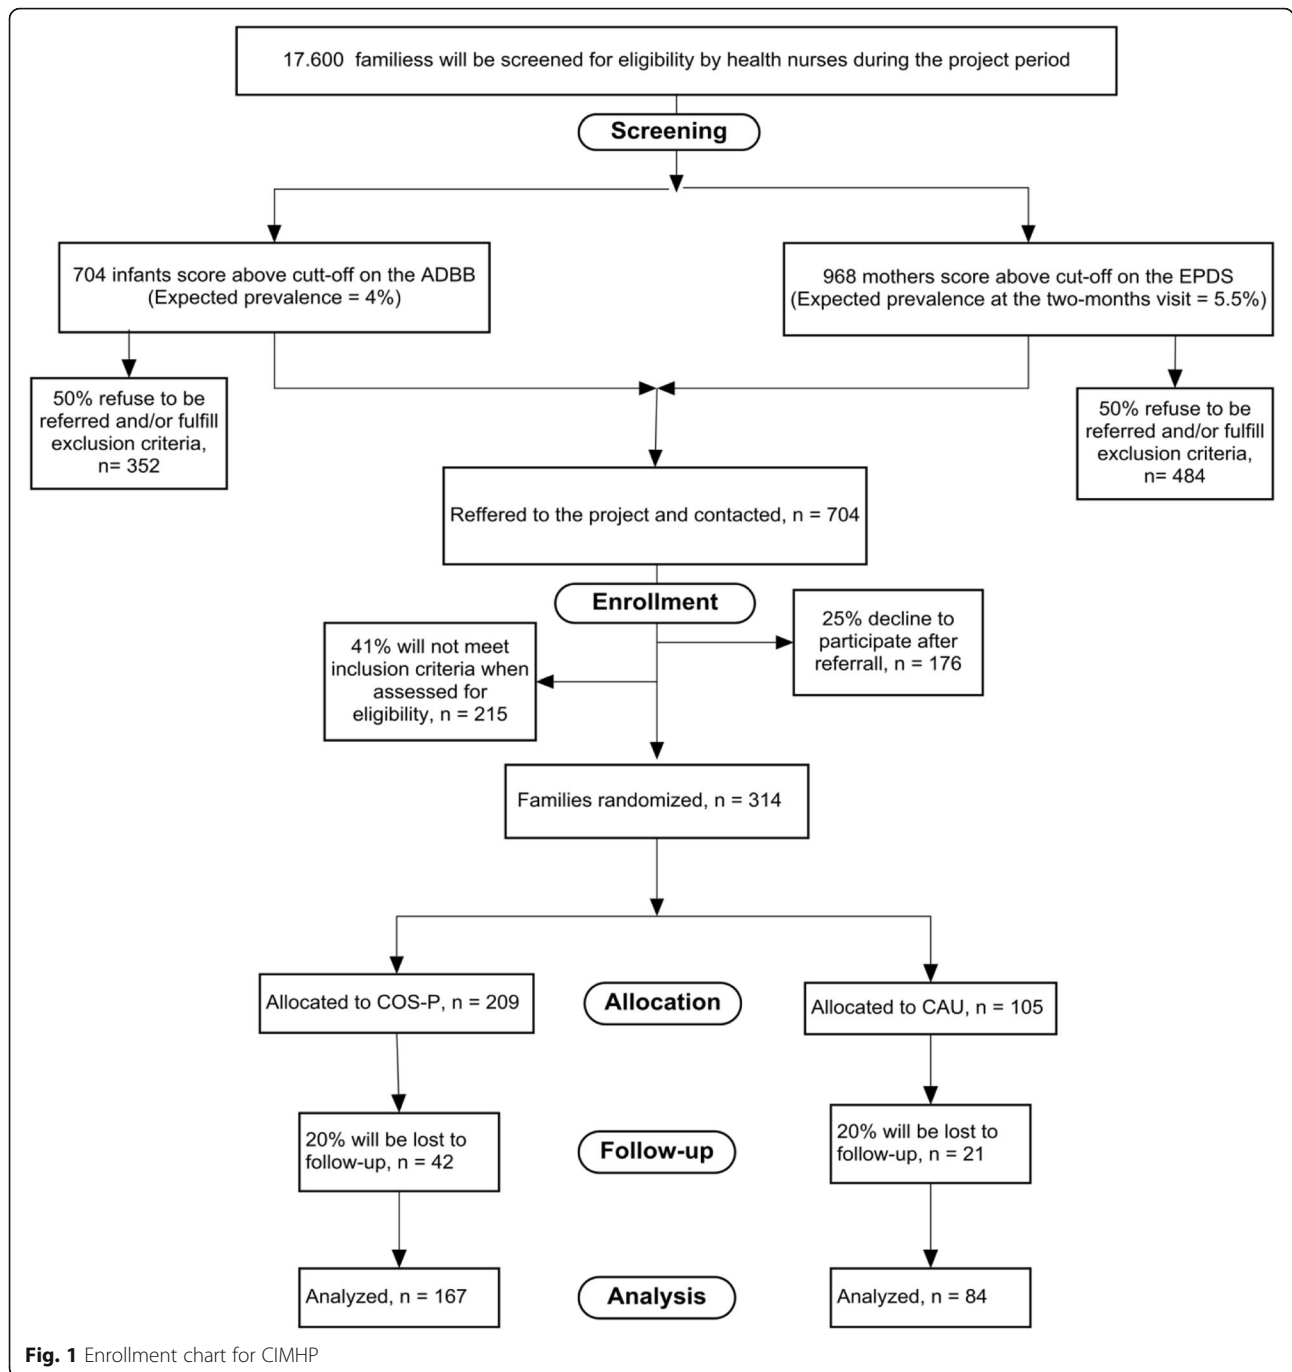 17.600 familiess will be screened for eligibility by health nurses during the project period
Screening
704 infants score above cutt-off on the ADBB
(Expected prevalence = 4%)
968 mothers score above cut-off on the EPDS
(Expected prevalence at the two-months visit = 5.5%)
50% refuse to be
referred and/or fulfill
exclusion criteria,
n= 352
50% refuse to be
referred and/or fulfill
exclusion criteria,
n= 484
Reffered to the project and contacted, n = 704
Enrollment
25% decline to
participate after
referrall, n = 176
41% will not meet
inclusion criteria when
assessed for
eligibility, n = 215
Families randomized, n = 314
Allocated to COS-P, n = 209
Allocation
Allocated to CAU, n = 105
20% will be lost to
follow-up, n = 42
Follow-up
20% will be lost to
follow-up, n = 21
Analyzed, n = 167
Analysis
Analyzed, n = 84
Fig. 1 Enrollment chart for CIMHP